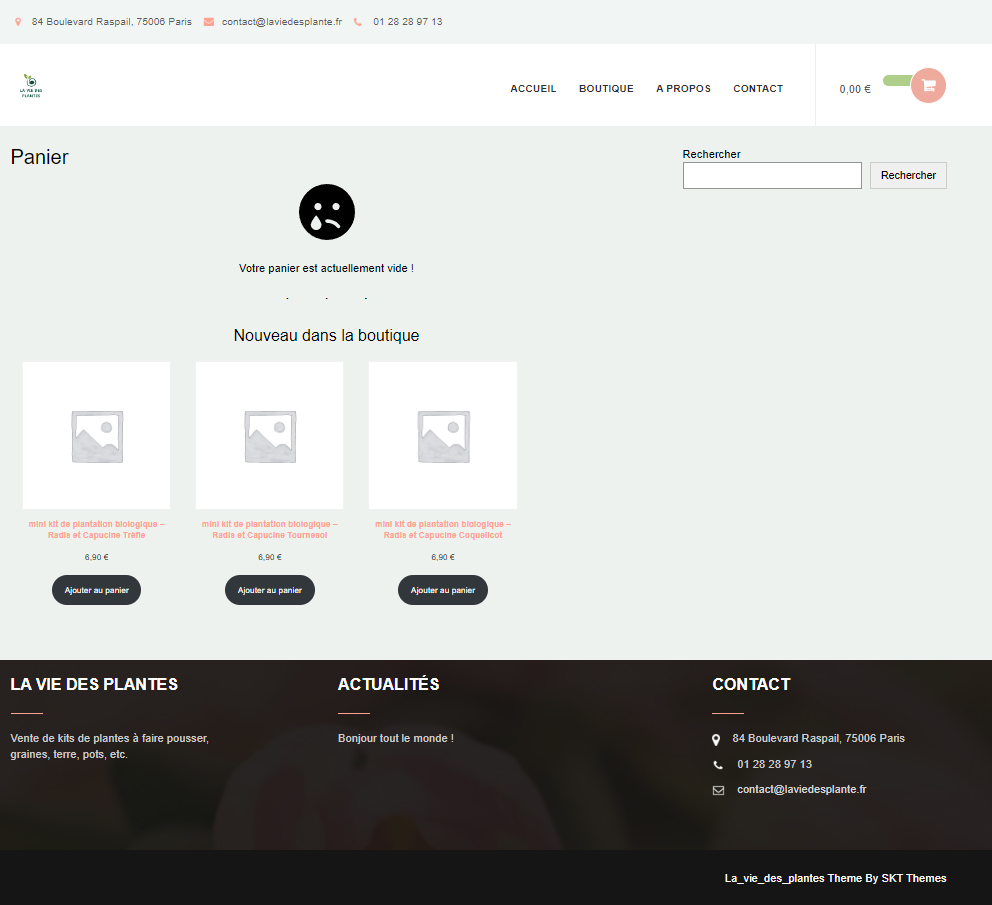 84 Boulevard Raspail, 75006 Paris contact@laviedesplante.fr 01 28 28 97 13
LA VIE DES
PLANTES
ACCUEIL BOUTIQUE A PROPOS CONTACT 0,00 €
Panier
Rechercher
Rechercher
Votre panier est actuellement vide !
Nouveau dans la boutique
mini kit de plantation biologique –
Radis et Capucine Trèfle
6,90 €
Ajouter au panier
mini kit de plantation biologique –
Radis et Capucine Tournesol
6,90 €
Ajouter au panier
mini kit de plantation biologique –
Radis et Capucine Coquelicot
6,90 €
Ajouter au panier
LA VIE DES PLANTES
Vente de kits de plantes à faire pousser,
graines, terre, pots, etc.
ACTUALITÉS
Bonjour tout le monde !
CONTACT
84 Boulevard Raspail, 75006 Paris
01 28 28 97 13
contact@laviedesplante.fr
La_vie_des_plantes Theme By SKT Themes